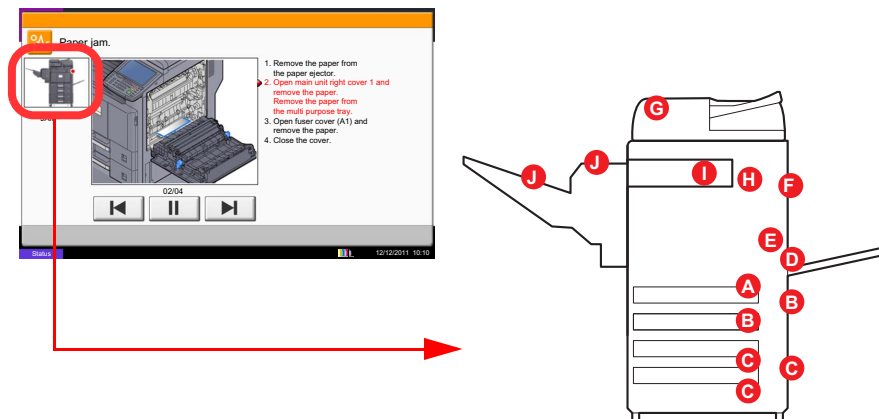 Paper jam.
1. Remove the paper from
the paper ejector.
2. Open main unit right cover 1 and
remove the paper.
Remove the paper from
the multi purpose tray.
3. Open fuser cover (A1) and
remove the paper.
4. Close the cover.
02/04
Status
12/12/2011 10:10
G
J
J
I
H
F
E
D
A
B
B
C
C
C